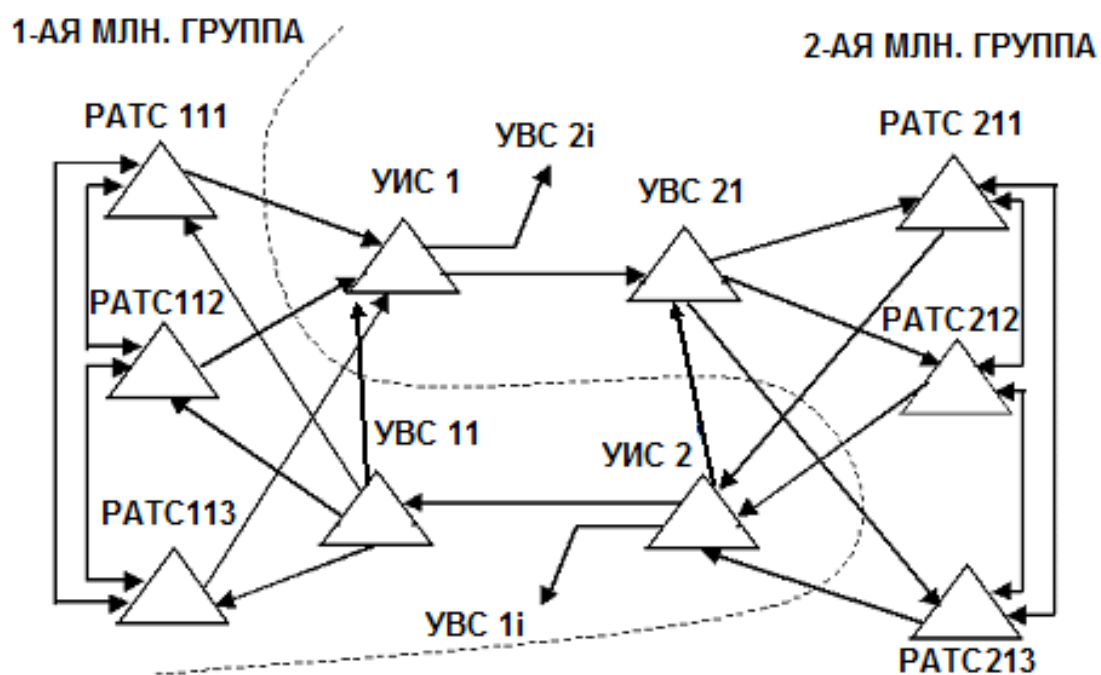 1-АЯ МЛН. ГРУППА
2-АЯ МЛН. ГРУППА
РАТС 111
РАТС 211
УВС 2i
УИС 1
УВС 21
РАТС112
РАТС212
УВС 11
УИС 2
РАТС113
УВС 1i
РАТС213